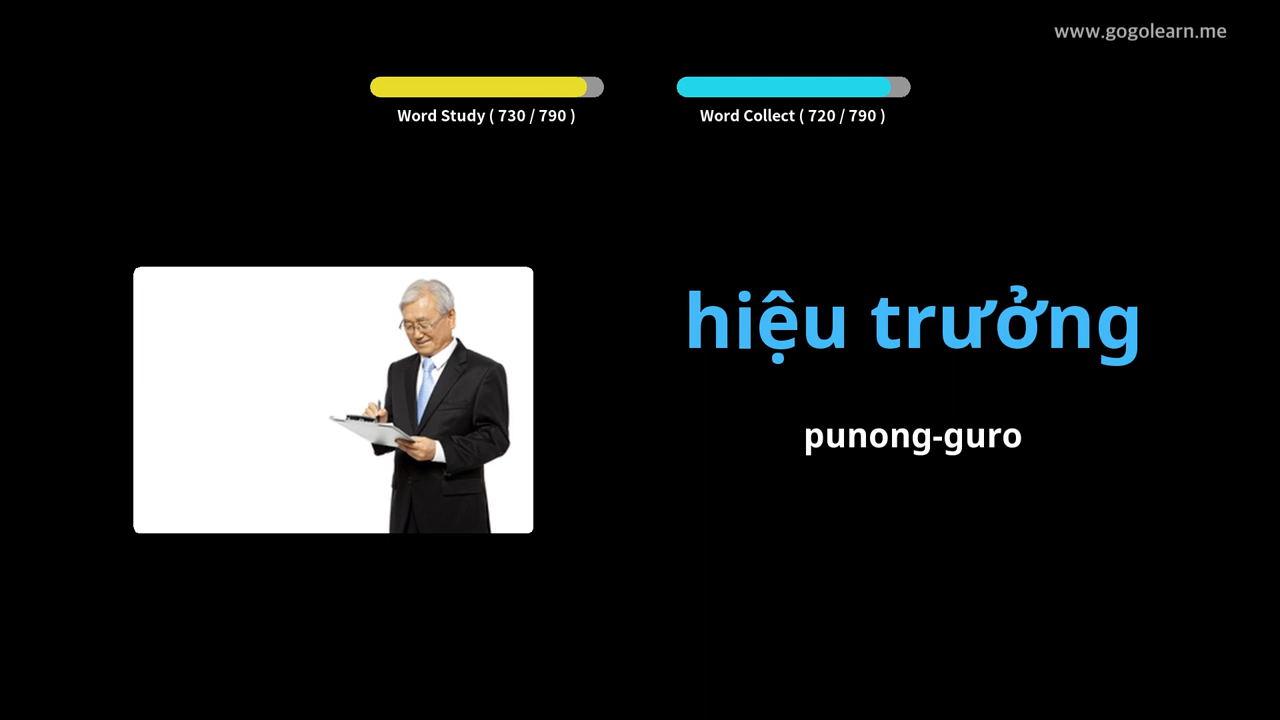 www.gogolearn.me
Word Study ( 730 / 790 )
Word Collect ( 720 / 790 )
hiệu trưởng
punong-guro